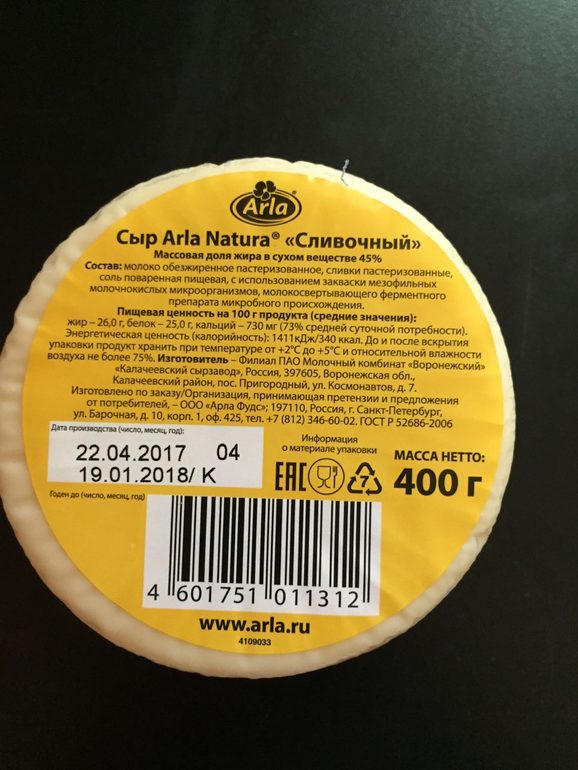 Arla
Сыр Arla Natura® «Сливочный»
Массовая доля жира в сухом веществе 45%
Состав: молоко обезжиренное пастеризованное, сливки пастеризованные,
соль поваренная пищевая, с использованием закваски мезофильных
молочнокислых микроорганизмов, молокосвертывающего ферментного
препарата микробного происхождения.
Пищевая ценность на 100 г продукта (средние значения):
жир – 26,0 г, белок – 25,0 г, кальций – 730 мг (73% средней суточной потребности).
Энергетическая ценность (калорийность): 1411кДж/340 ккал. До и после вскрытия
упаковки продукт хранить при температуре от +2°C до +5°C и относительной влажности
воздуха не более 75%. Изготовитель – Филиал ПАО Молочный комбинат «Воронежский»
«Калачеевский сырзавод», Россия, 397605, Воронежская обл.,
Калачеевский район, пос. Пригородный, ул. Космонавтов, д. 7.
Изготовлено по заказу/Организация, принимающая претензии и предложения
от потребителей, – ООО «Арла Фудс»; 197110, Россия, г. Санкт-Петербург,
ул. Барочная, д. 10, корп. 1, оф. 425, тел. +7 (812) 346-60-02. ГОСТ Р 52686-2006
Дата производства (число, месяц, год):
22.04.2017 04
19.01.2018/ K
Годен до (число, месяц, год)
Информация
о материале упаковки
EAC
7
МАССА НЕТТО:
400 г
4 601751 011312
www.arla.ru
4109033